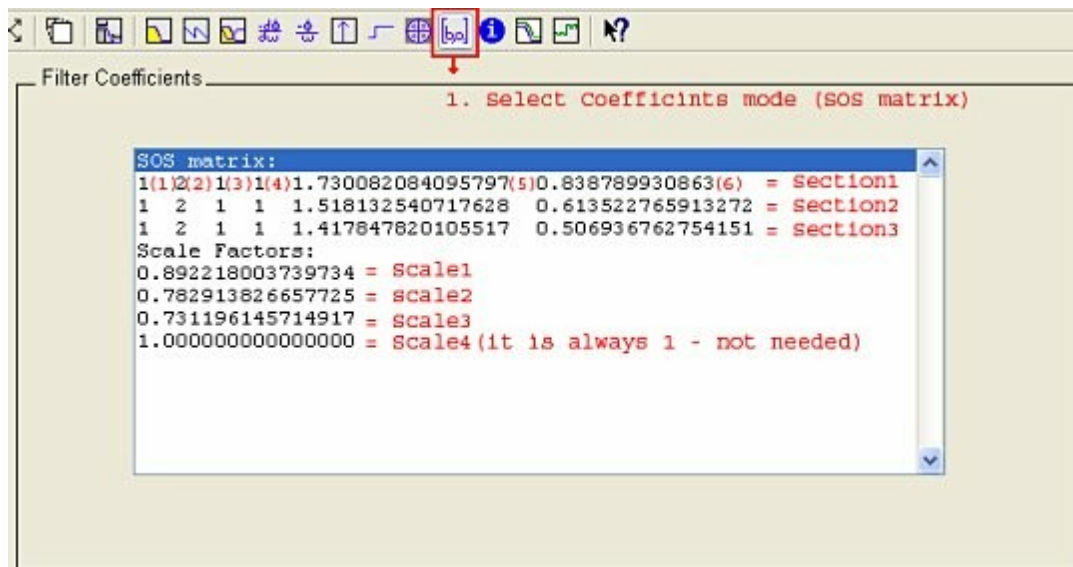 [b,a]
i
?
Filter Coefficients
1. Select Coefficints mode (SOS matrix)
SOS matrix:
1(1)2(2)1(3)1(4)1.730082084095797(5)0.838789930863(6) = Section1
1 2 1 1 1.518132540717628 0.613522765913272 = Section2
1 2 1 1 1.417847820105517 0.506936762754151 = Section3
Scale Factors:
0.892218003739734 = Scale1
0.782913826657725 = Scale2
0.731196145714917 = Scale3
1.000000000000000 = Scale4(it is always 1 - not needed)